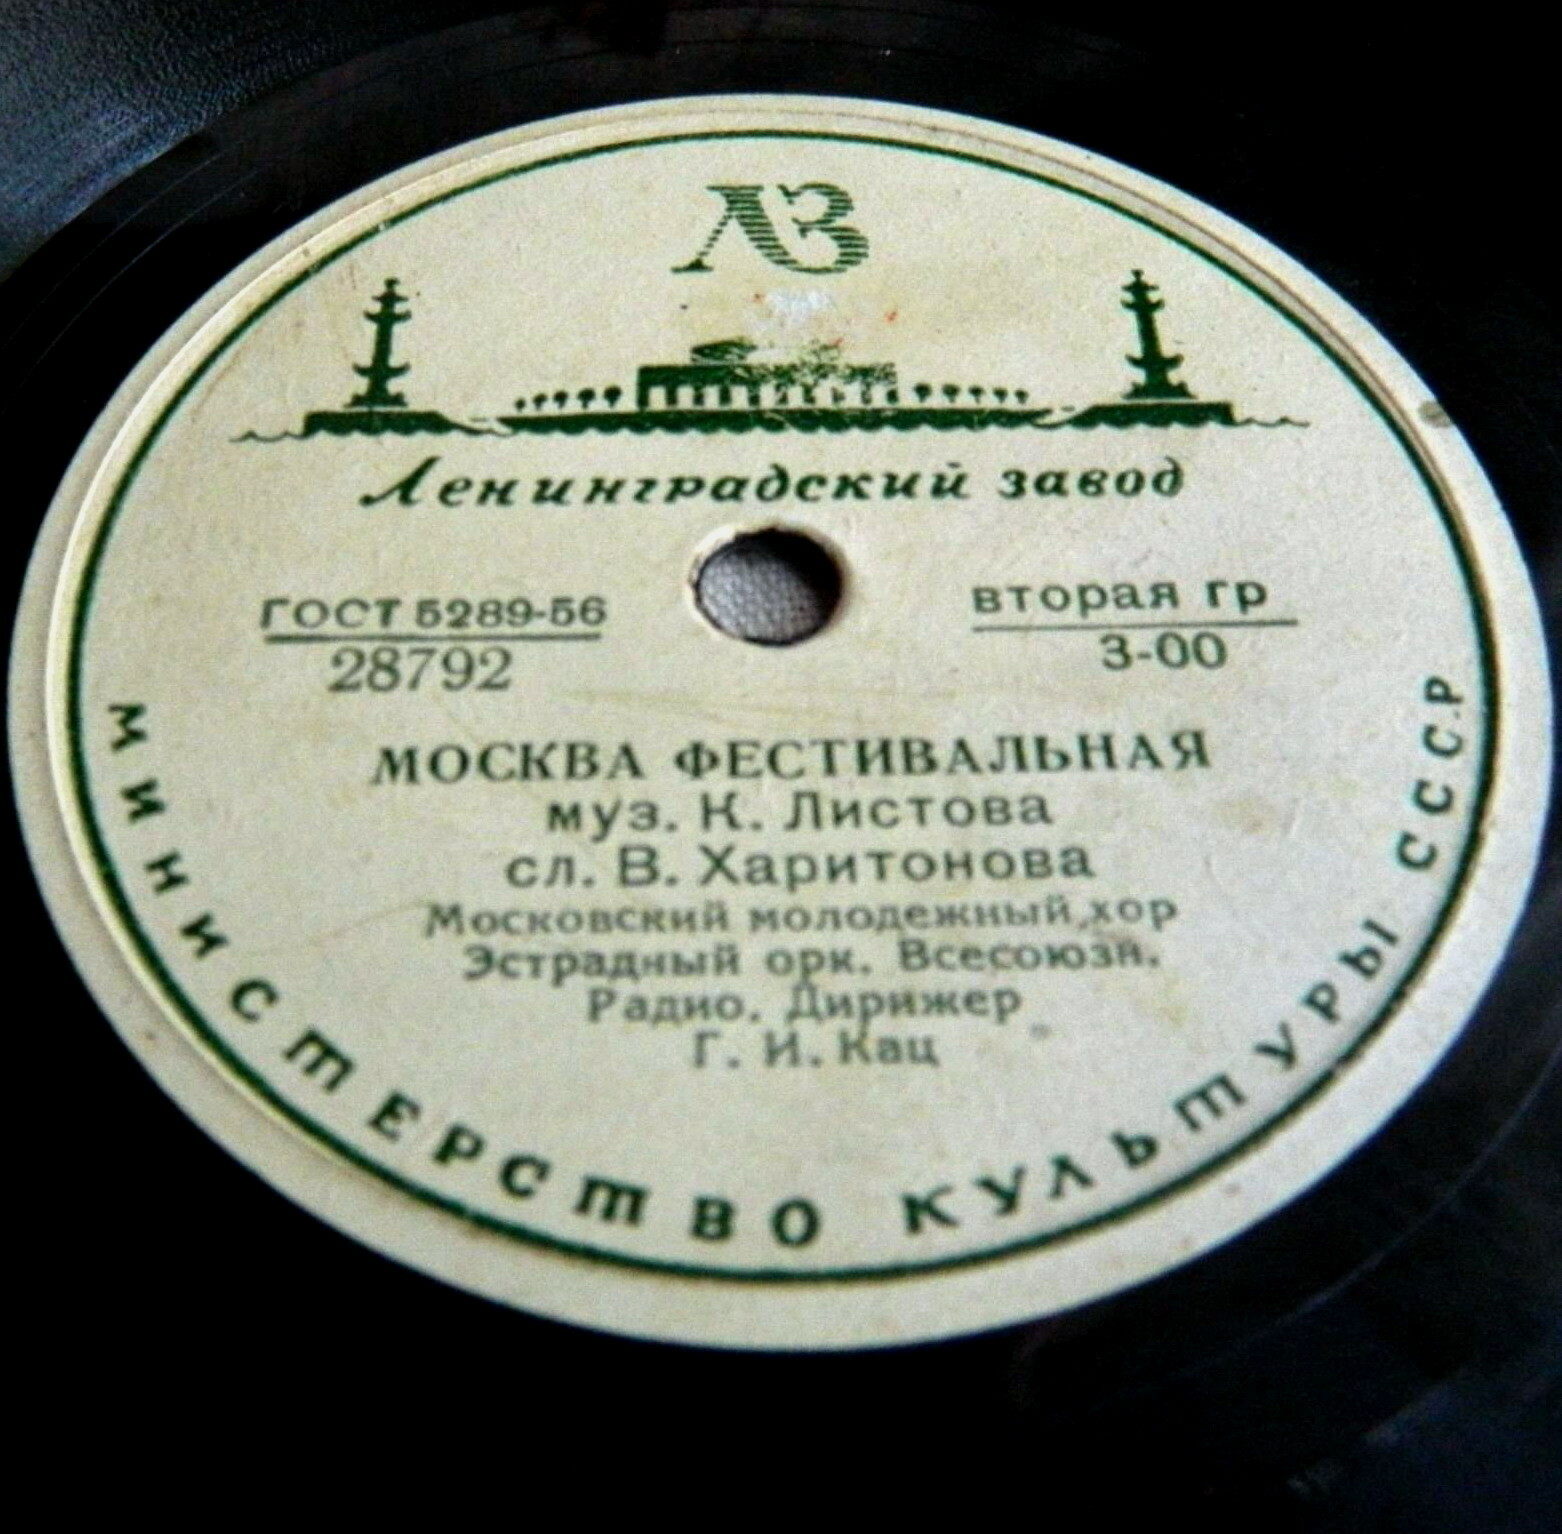 ЛЗ
Ленинградский завод
ГОСТ 5289-56
28792
вторая гр
3-00
МОСКВА ФЕСТИВАЛЬНАЯ
муз. К. Листова
сл. В. Харитонова
Московский молодежный хор
Эстрадный орк. Всесоюзн.
Радио. Дирижер
Г. И. Кац
МИНИСТЕРСТВО КУЛЬТУРЫ СССР